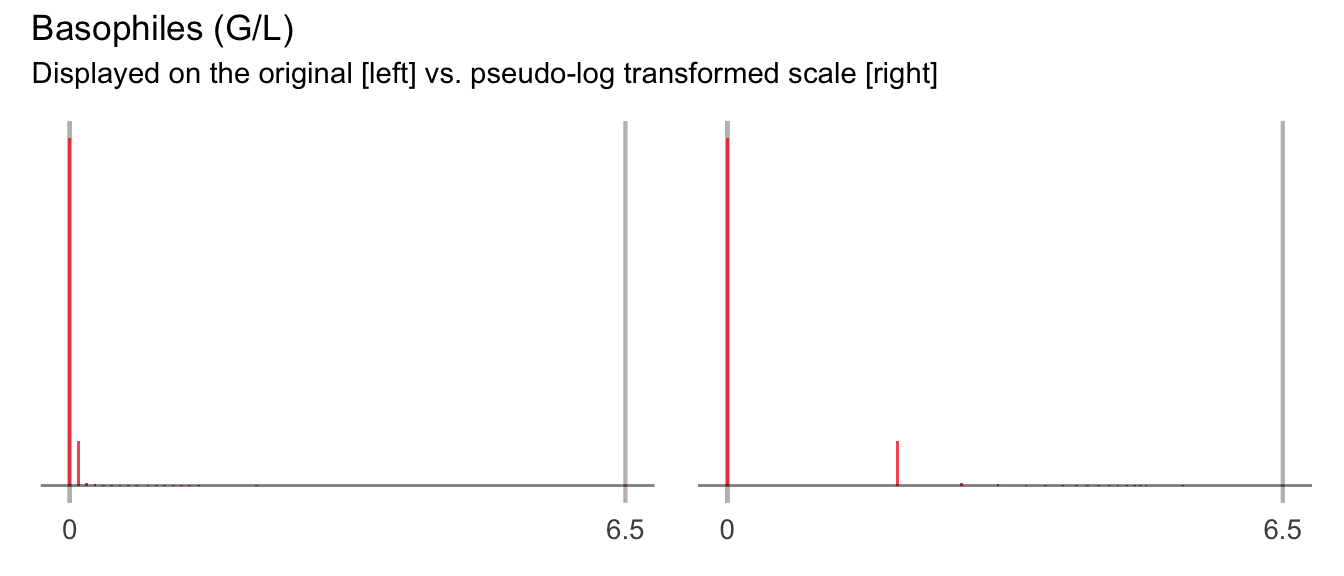 Basophiles (G/L)
Displayed on the original [left] vs. pseudo-log transformed scale [right]
0 6.5 0 6.5